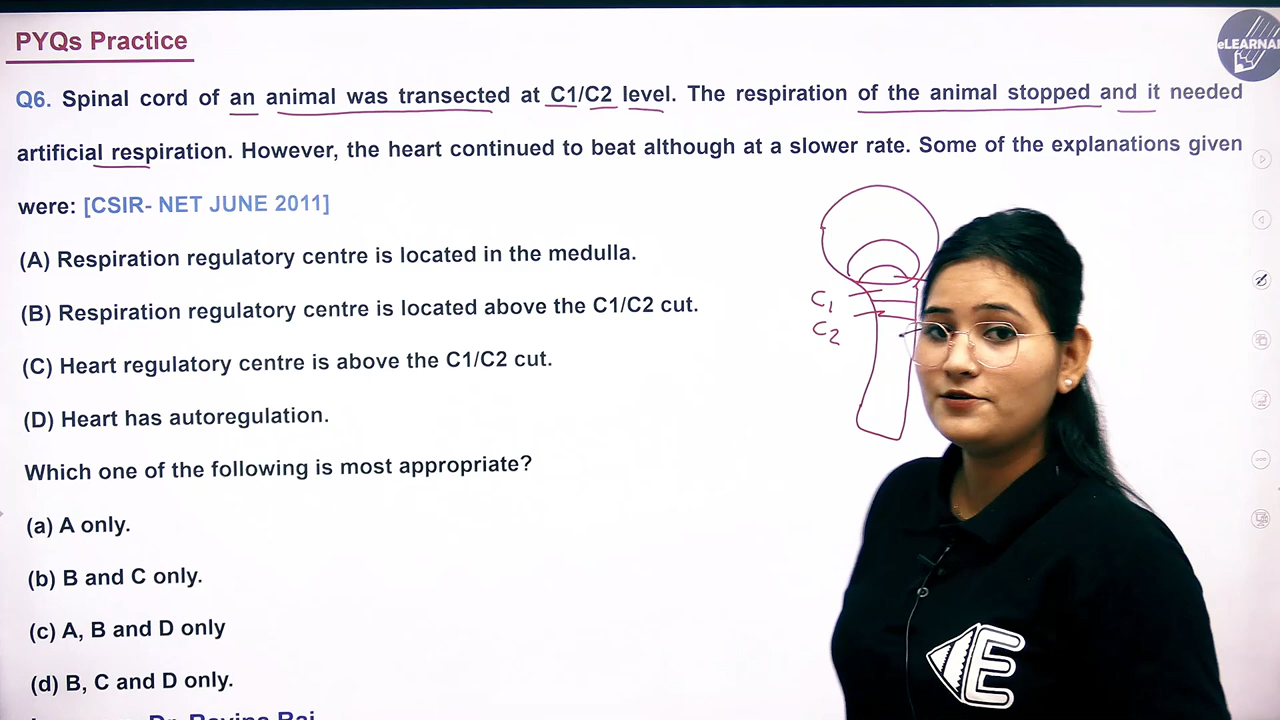 PYQs Practice
eLEARNA
Q6. Spinal cord of an animal was transected at C1/C2 level. The respiration of the animal stopped and it needed
artificial respiration. However, the heart continued to beat although at a slower rate. Some of the explanations given
were: [CSIR- NET JUNE 2011]
(A) Respiration regulatory centre is located in the medulla.
(B) Respiration regulatory centre is located above the C1/C2 cut.
C1
C2
(C) Heart regulatory centre is above the C1/C2 cut.
(D) Heart has autoregulation.
Which one of the following is most appropriate?
(a) A only.
(b) B and C only.
(c) A, B and D only
(d) B, C and D only.
E